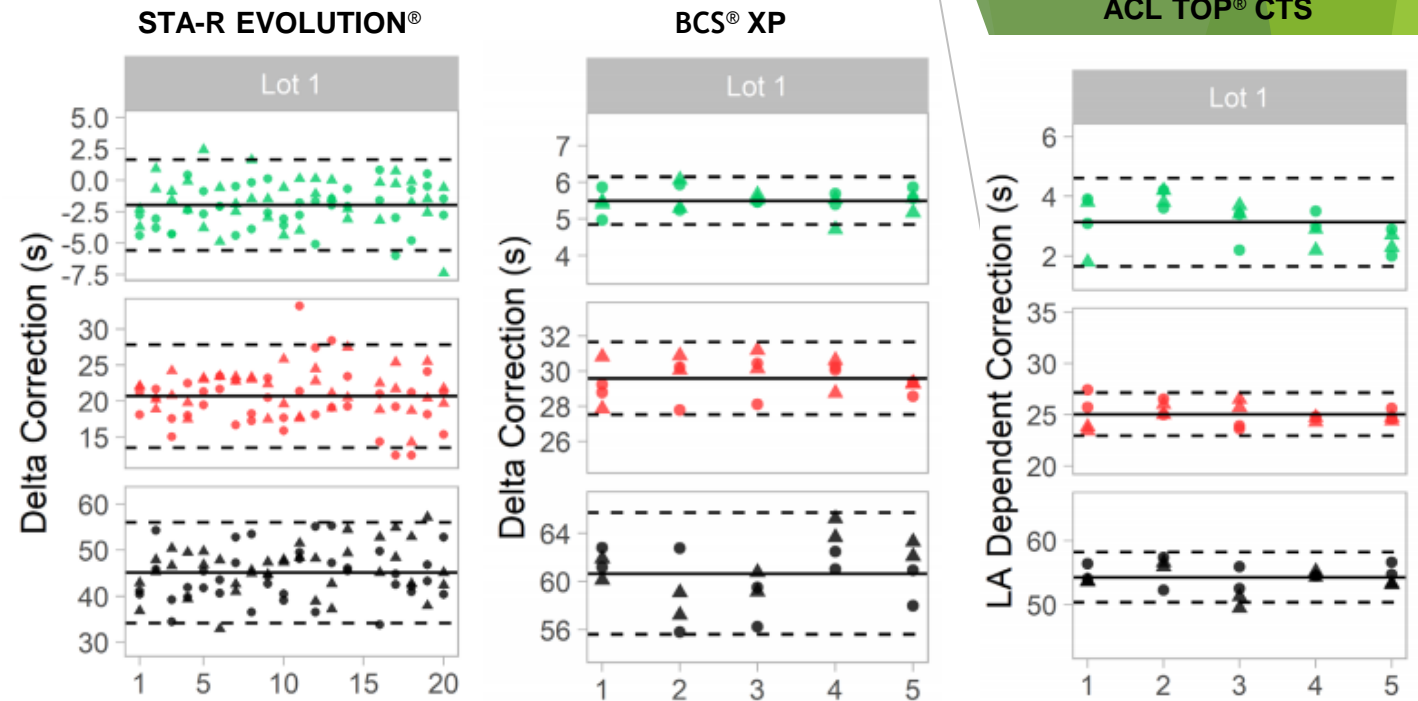 STA-R EVOLUTION®
BCS® XP
ACL TOP® CTS
Lot 1
Delta Correction (s)
5.0
2.5
0.0
-2.5
-5.0
-7.5
30
25
20
15
60
50
40
30
1 5 10 15 20
Lot 1
Delta Correction (s)
7
6
5
4
32
30
28
26
64
60
56
1 2 3 4 5
Lot 1
LA Dependent Correction (s)
6
4
2
35
30
25
20
60
50
1 2 3 4 5